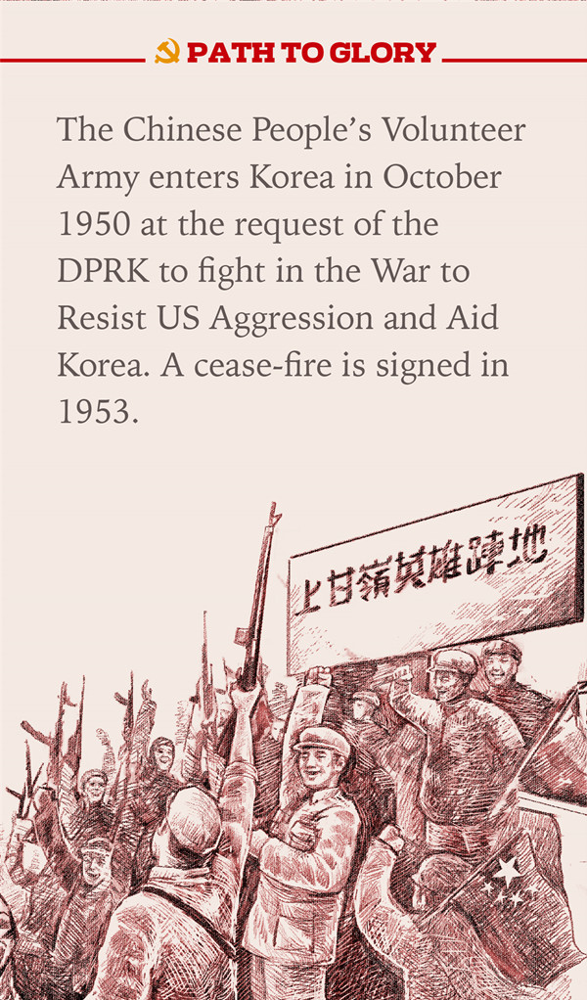 PATH TO GLORY
The Chinese People’s Volunteer
Army enters Korea in October
1950 at the request of the
DPRK to fight in the War to
Resist US Aggression and Aid
Korea. A cease-fire is signed in
1953.
上甘嶺英雄陣地